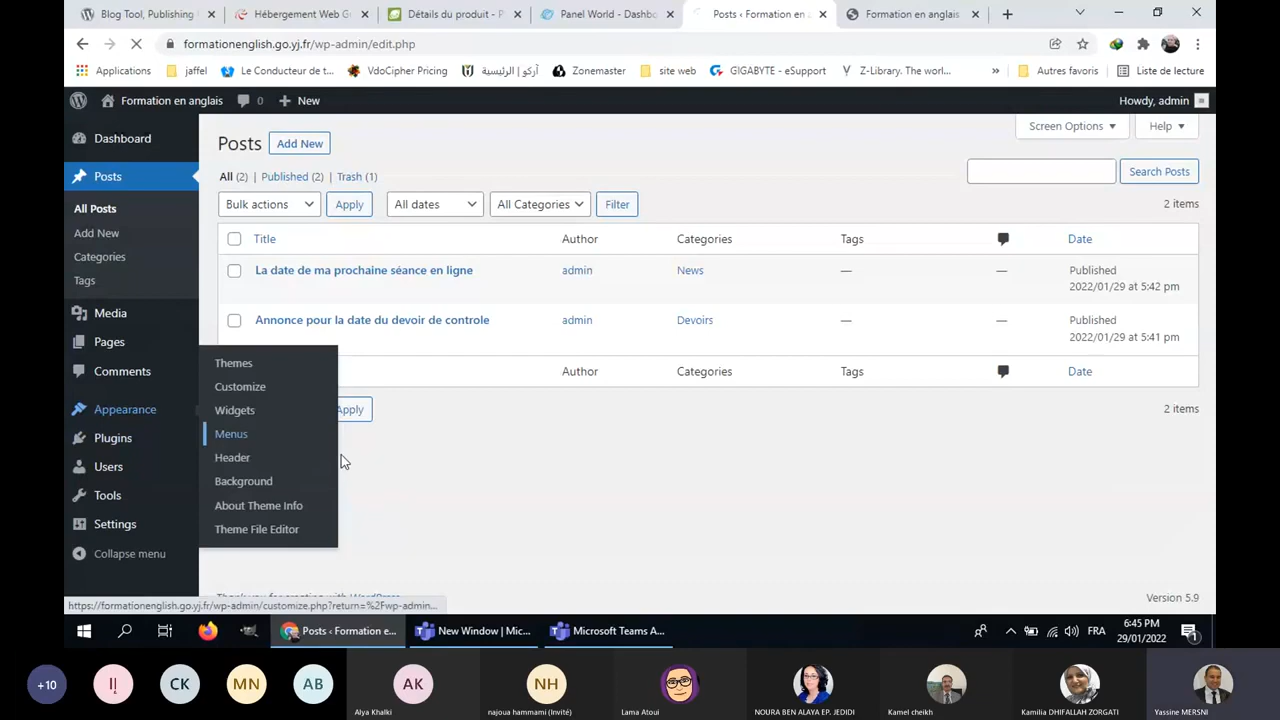 Blog Tool, Publishing
Hébergement Web G
Détails du produit - P
Panel World - Dashbo
Posts ‹ Formation en a
Formation en anglais
formationenglish.go.yj.fr/wp-admin/edit.php
Applications
jaffel
Le Conducteur de t...
VdoCipher Pricing
أركو | الرئيسية
Zonemaster
site web
GIGABYTE - eSupport
Z-Library. The worl...
»
Autres favoris
Liste de lecture
Formation en anglais
0
New
Howdy, admin
Dashboard
Posts
All Posts
Add New
Categories
Tags
Media
Pages
Comments
Appearance
Plugins
Users
Tools
Settings
Collapse menu
Themes
Customize
Widgets
Menus
Header
Background
About Theme Info
Theme File Editor
Posts Add New
Screen Options
Help
All (2) | Published (2) | Trash (1)
Search Posts
Bulk actions
Apply
All dates
All Categories
Filter
2 items
Title Author Categories Tags Date
La date de ma prochaine séance en ligne admin News — — Published
2022/01/29 at 5:42 pm
Annonce pour la date du devoir de controle admin Devoirs — — Published
2022/01/29 at 5:41 pm
Author Categories Tags Date
Apply
2 items
Version 5.9
https://formationenglish.go.yj.fr/wp-admin/customize.php?return=%2Fwp-admin...
Posts ‹ Formation e...
New Window | Mic...
Microsoft Teams A...
FRA
6:45 PM
29/01/2022
1
+10
CK
MN
AB
AK
NH
Alya Khalki
najoua hammami (Invité)
Lama Atoui
NOURA BEN ALAYA EP. JEDIDI
Kamel cheikh
Kamilia DHIFALLAH ZORGATI
Yassine MERSNI